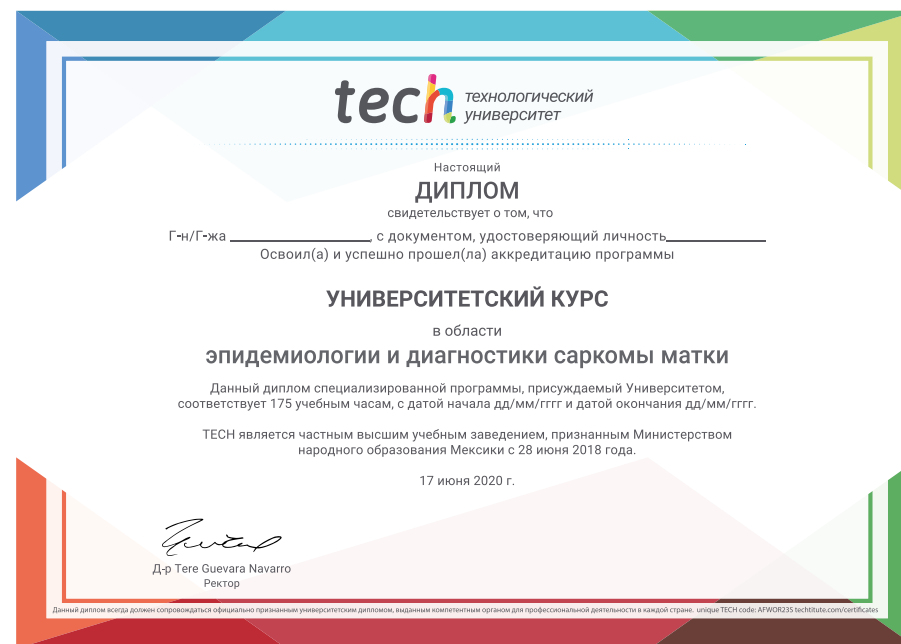 tech технологический
университет
Настоящий
ДИПЛОМ
свидетельствует о том, что
Г-н/Г-жа ____________________, с документом, удостоверяющий личность______________
Освоил(а) и успешно прошел(ла) аккредитацию программы
УНИВЕРСИТЕТСКИЙ КУРС
в области
эпидемиологии и диагностики саркомы матки
Данный диплом специализированной программы, присуждаемый Университетом,
соответствует 175 учебным часам, с датой начала дд/мм/гггг и датой окончания дд/мм/гггг.
TECH является частным высшим учебным заведением, признанным Министерством
народного образования Мексики с 28 июня 2018 года.
17 июня 2020 г.
Д-р Tere Guevara Navarro
Ректор
Данный диплом всегда должен сопровождаться официально признанным университетским дипломом, выданным компетентным органом для профессиональной деятельности в каждой стране. unique TECH code: AFWOR23S techtitute.com/certificates